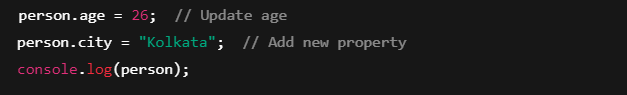 person.age = 26;  // Update age
person.city = "Kolkata";  // Add new property
console.log(person);